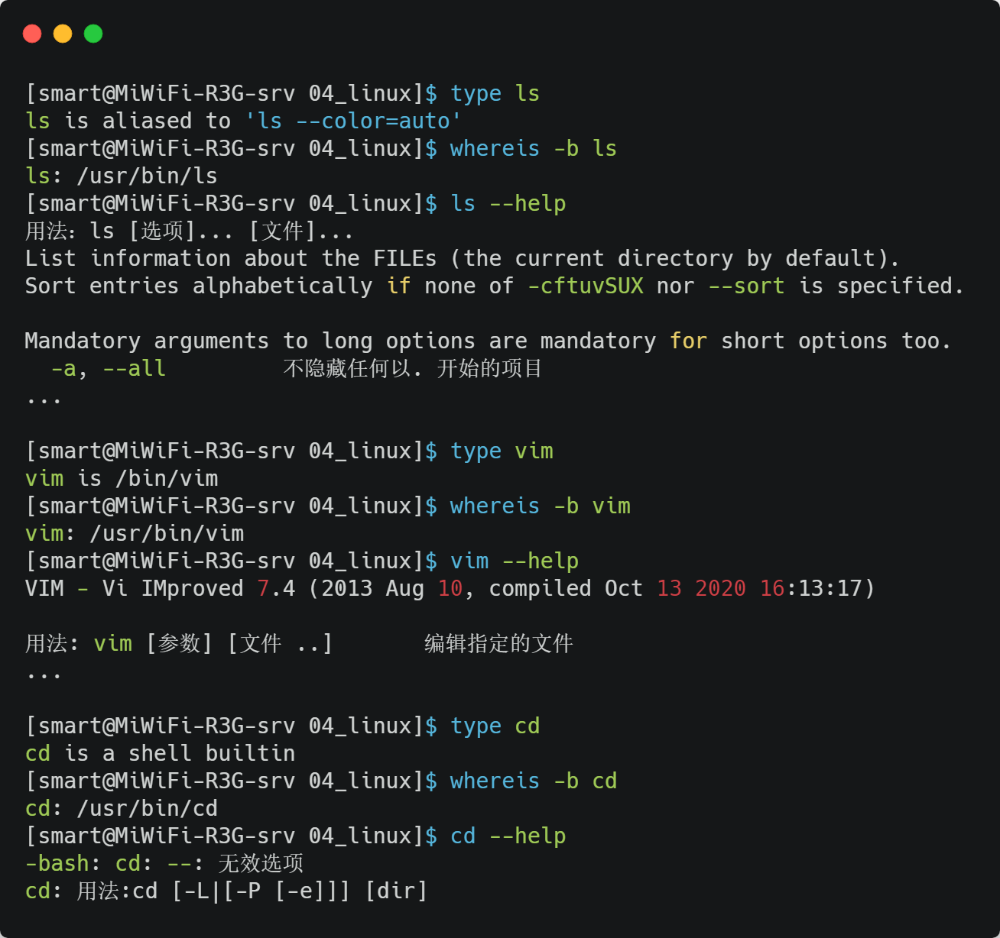 [smart@MiWiFi-R3G-srv 04_linux]$ type ls
ls is aliased to 'ls --color=auto'
[smart@MiWiFi-R3G-srv 04_linux]$ whereis -b ls
ls: /usr/bin/ls
[smart@MiWiFi-R3G-srv 04_linux]$ ls --help
用法：ls [选项]... [文件]...
List information about the FILEs (the current directory by default).
Sort entries alphabetically if none of -cftuvSUX nor --sort is specified.
Mandatory arguments to long options are mandatory for short options too.
  -a, --all         不隐藏任何以. 开始的项目
...
[smart@MiWiFi-R3G-srv 04_linux]$ type vim
vim is /bin/vim
[smart@MiWiFi-R3G-srv 04_linux]$ whereis -b vim
vim: /usr/bin/vim
[smart@MiWiFi-R3G-srv 04_linux]$ vim --help
VIM - Vi IMproved 7.4 (2013 Aug 10, compiled Oct 13 2020 16:13:17)
用法: vim [参数] [文件 ..]       编辑指定的文件
...
[smart@MiWiFi-R3G-srv 04_linux]$ type cd
cd is a shell builtin
[smart@MiWiFi-R3G-srv 04_linux]$ whereis -b cd
cd: /usr/bin/cd
[smart@MiWiFi-R3G-srv 04_linux]$ cd --help
-bash: cd: --: 无效选项
cd: 用法:cd [-L|[-P [-e]]] [dir]